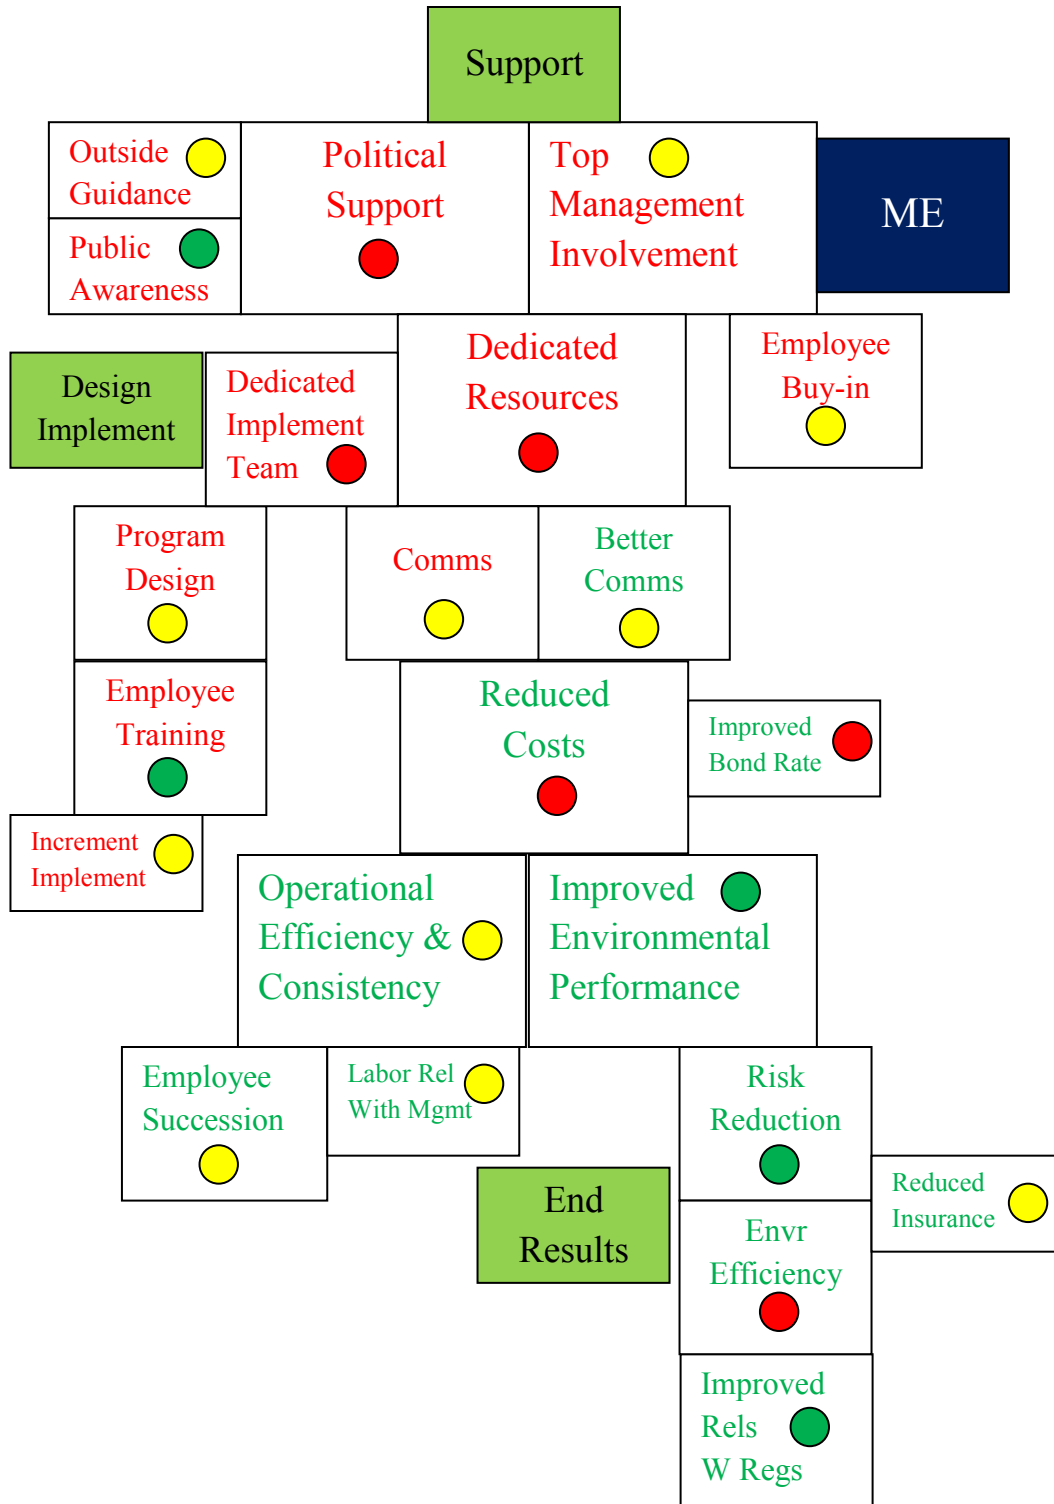 Support
Outside
Guidance
Public
Awareness
Political
Support
Top
Management
Involvement
ME
Design
Implement
Dedicated
Implement
Team
Dedicated
Resources
Employee
Buy-in
Program
Design
Comms
Better
Comms
Employee
Training
Reduced
Costs
Improved
Bond Rate
Increment
Implement
Operational
Efficiency &
Consistency
Improved
Environmental
Performance
Employee
Succession
Labor Rel
With Mgmt
Risk
Reduction
End
Results
Reduced
Insurance
Envr
Efficiency
Improved
Rels
W Regs